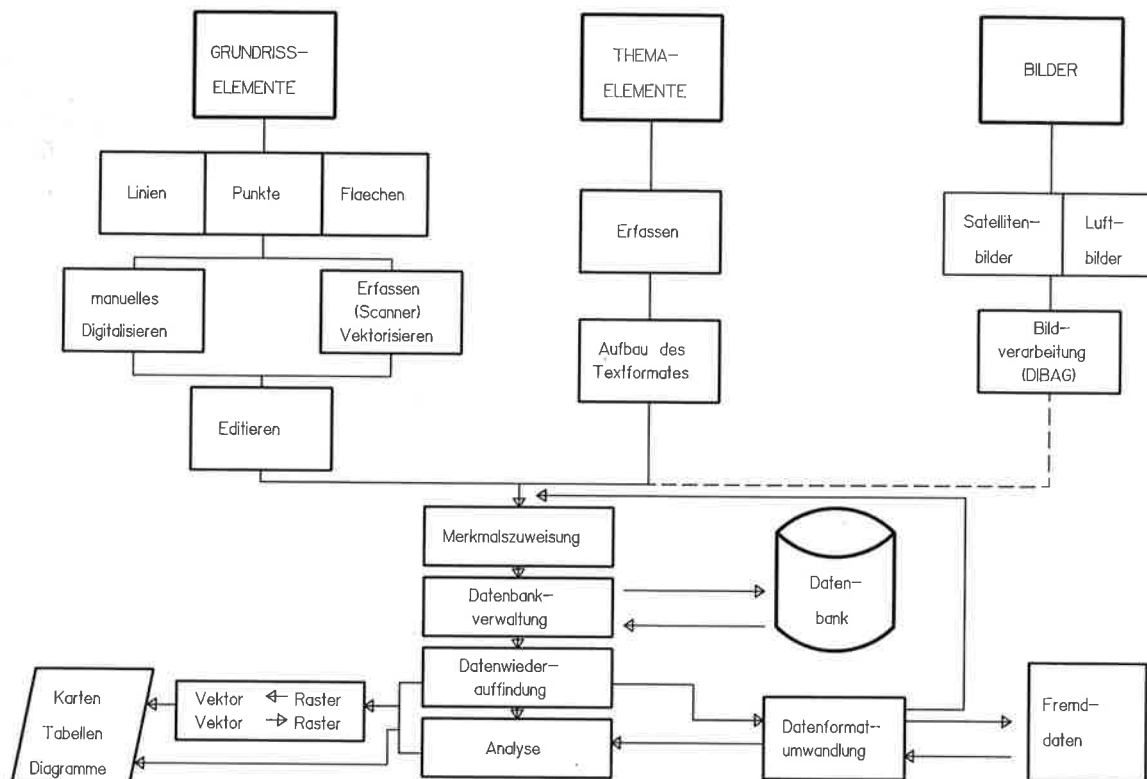 GRUNDRISS-
ELEMENTE
THEMA-
ELEMENTE
BILDER
Linien
Punkte
Flaechen
Erfassen
Satelliten-
bilder
Luft-
bilder
manuelles
Digitalisieren
Erfassen
(Scanner)
Vektorisieren
Aufbau des
Textformates
Bild-
verarbeitung
(DIBAG)
Editieren
Merkmalszuweisung
Datenbank-
verwaltung
Daten-
bank
Datenwieder-
auffindung
Karten
Tabellen
Diagramme
Vektor ← Raster
Vektor → Raster
Analyse
Datenformat-
umwandlung
Fremd-
daten